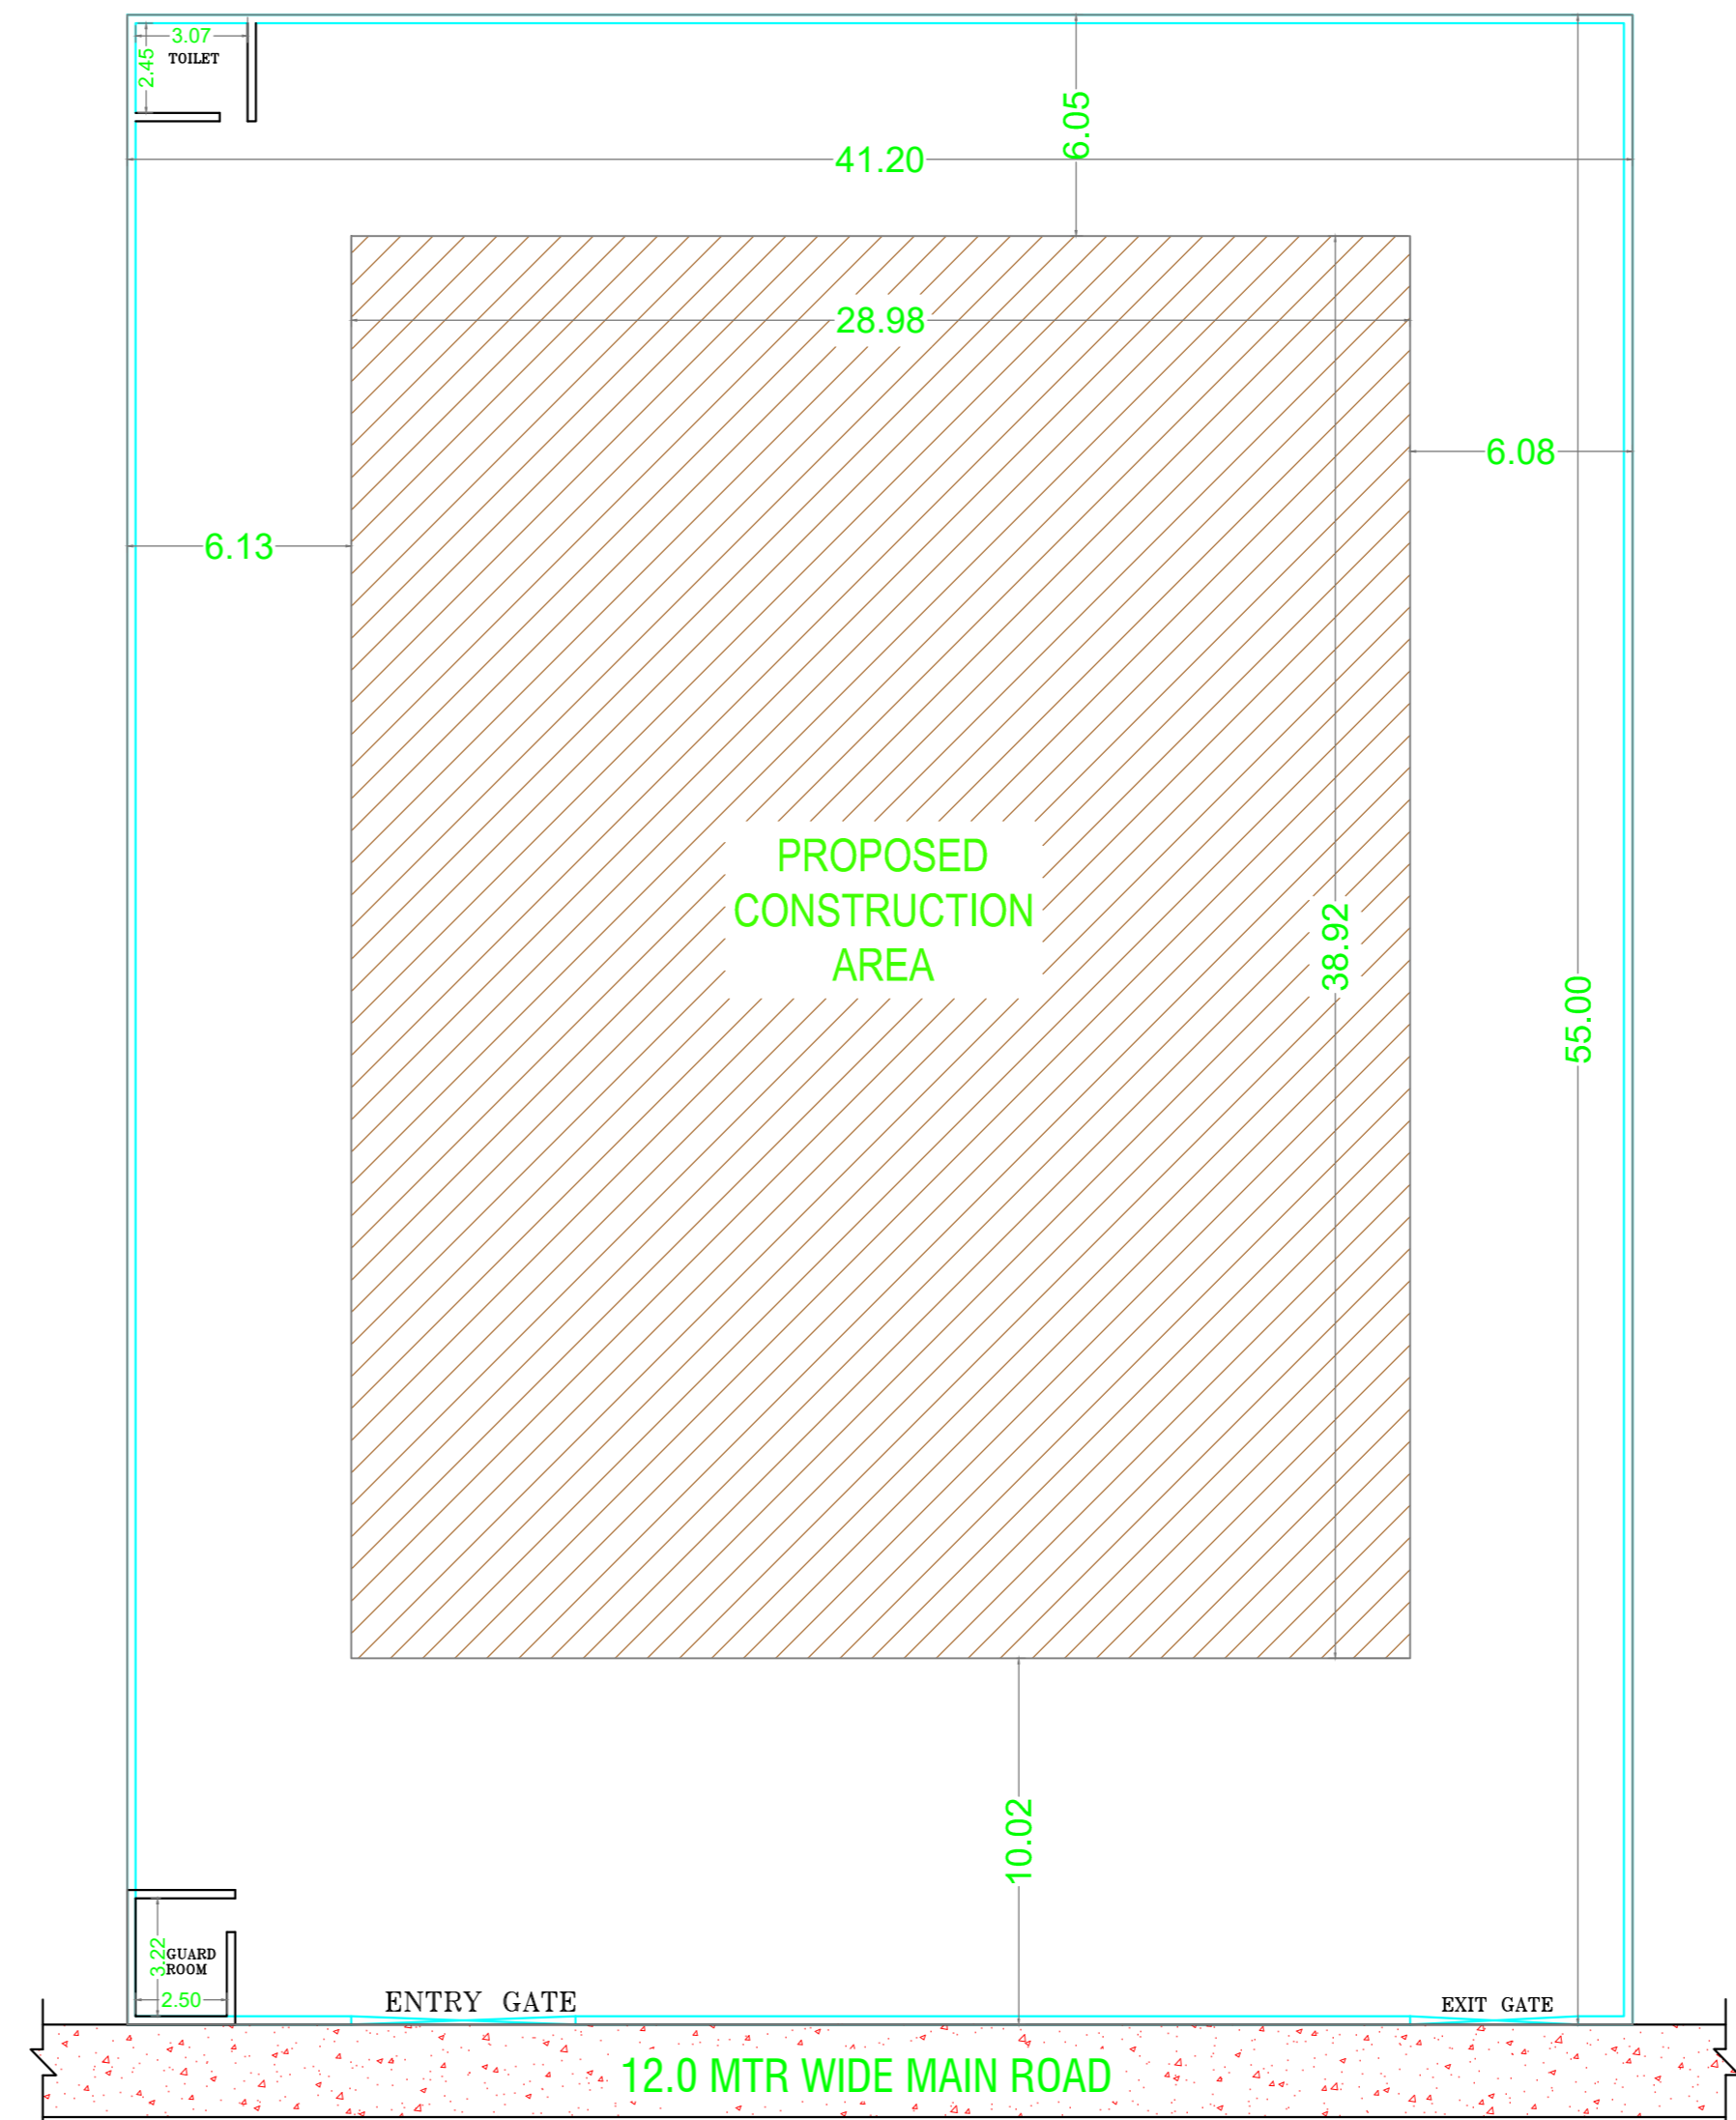 3.07
TOILET
2.45
6.05
41.20
28.98
6.08
6.13
PROPOSED
CONSTRUCTION
AREA
38.92
55.00
10.02
3.22
GUARD
ROOM
2.50
ENTRY GATE
EXIT GATE
12.0 MTR WIDE MAIN ROAD